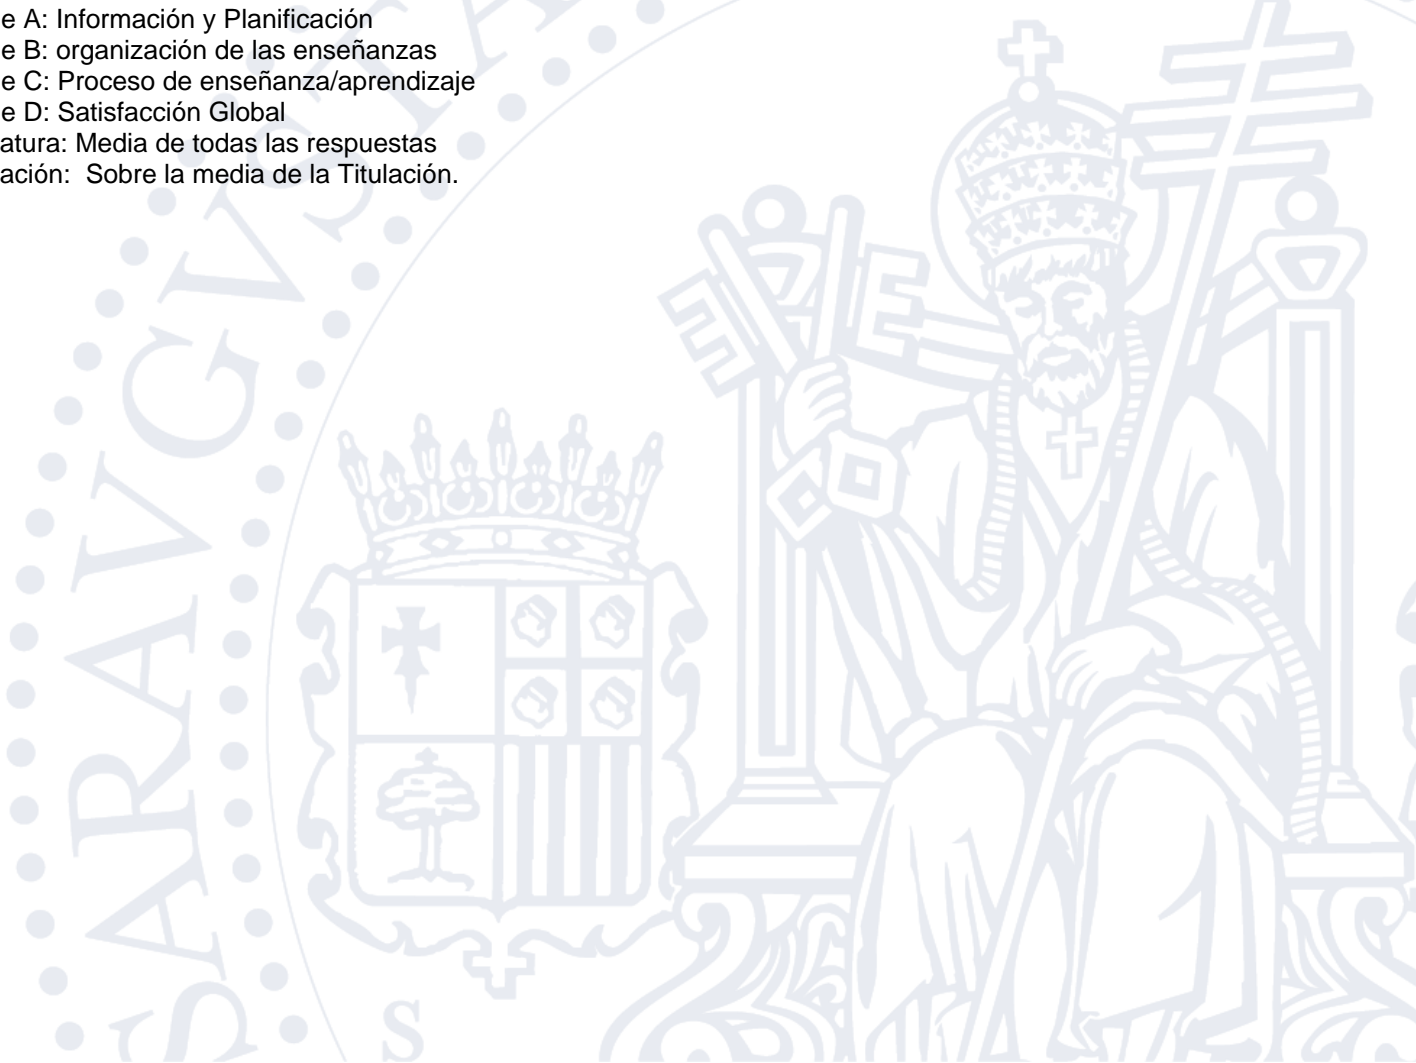 e A: Información y Planificación
e B: organización de las enseñanzas
e C: Proceso de enseñanza/aprendizaje
e D: Satisfacción Global
atura: Media de todas las respuestas
ación: Sobre la media de la Titulación.
SARAVGVSTA
S